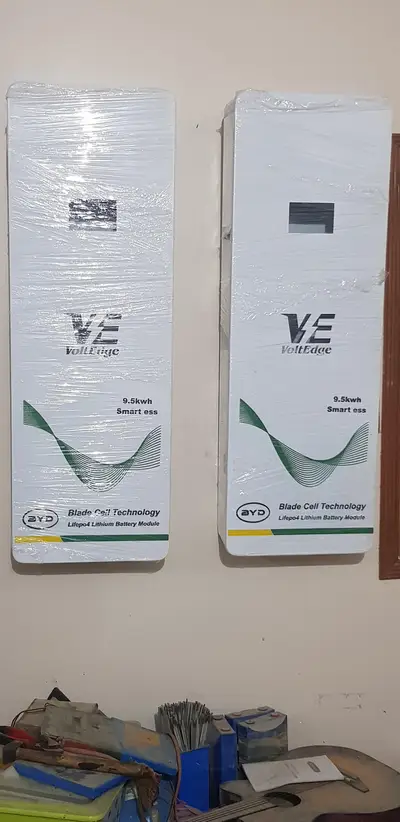 VE
VoltEdge
9.5kwh
Smart ess
BYD
Blade Cell Technology
Lifepo4 Lithium Battery Module
VE
VoltEdge
9.5kwh
Smart ess
BYD
Blade Cell Technology
Lifepo4 Lithium Battery Module